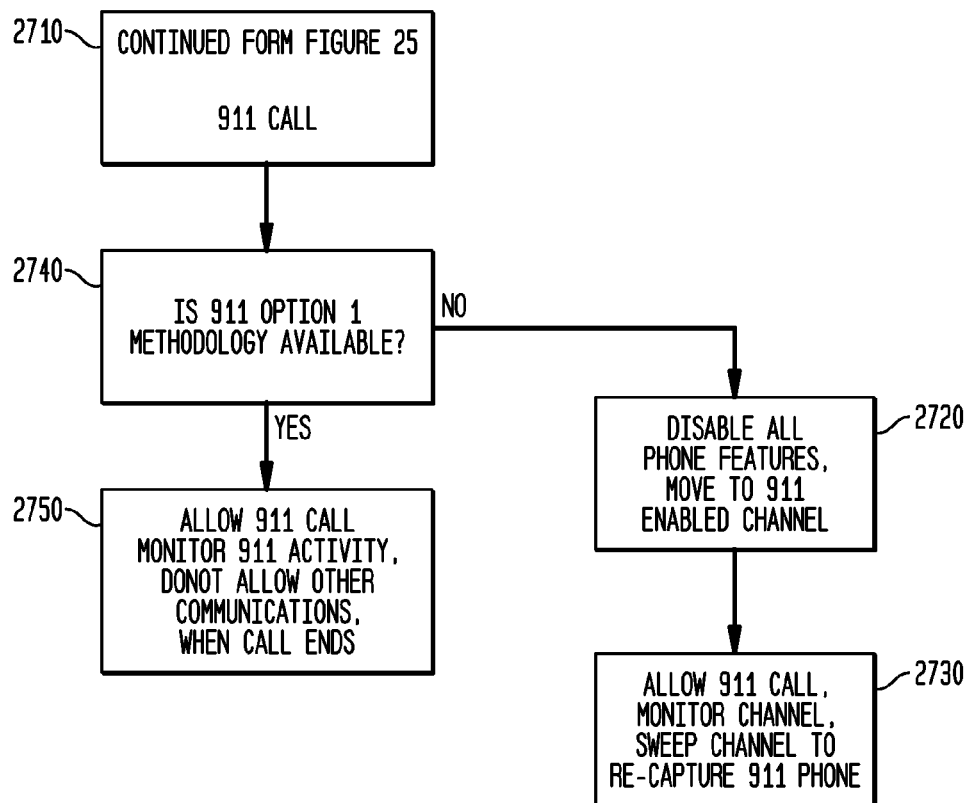 2710
CONTINUED FORM FIGURE 25
911 CALL
2740
IS 911 OPTION 1
METHODOLOGY AVAILABLE?
NO
YES
2720
DISABLE ALL
PHONE FEATURES,
MOVE TO 911
ENABLED CHANNEL
2750
ALLOW 911 CALL
MONITOR 911 ACTIVITY,
DONOT ALLOW OTHER
COMMUNICATIONS,
WHEN CALL ENDS
2730
ALLOW 911 CALL,
MONITOR CHANNEL,
SWEEP CHANNEL TO
RE-CAPTURE 911 PHONE